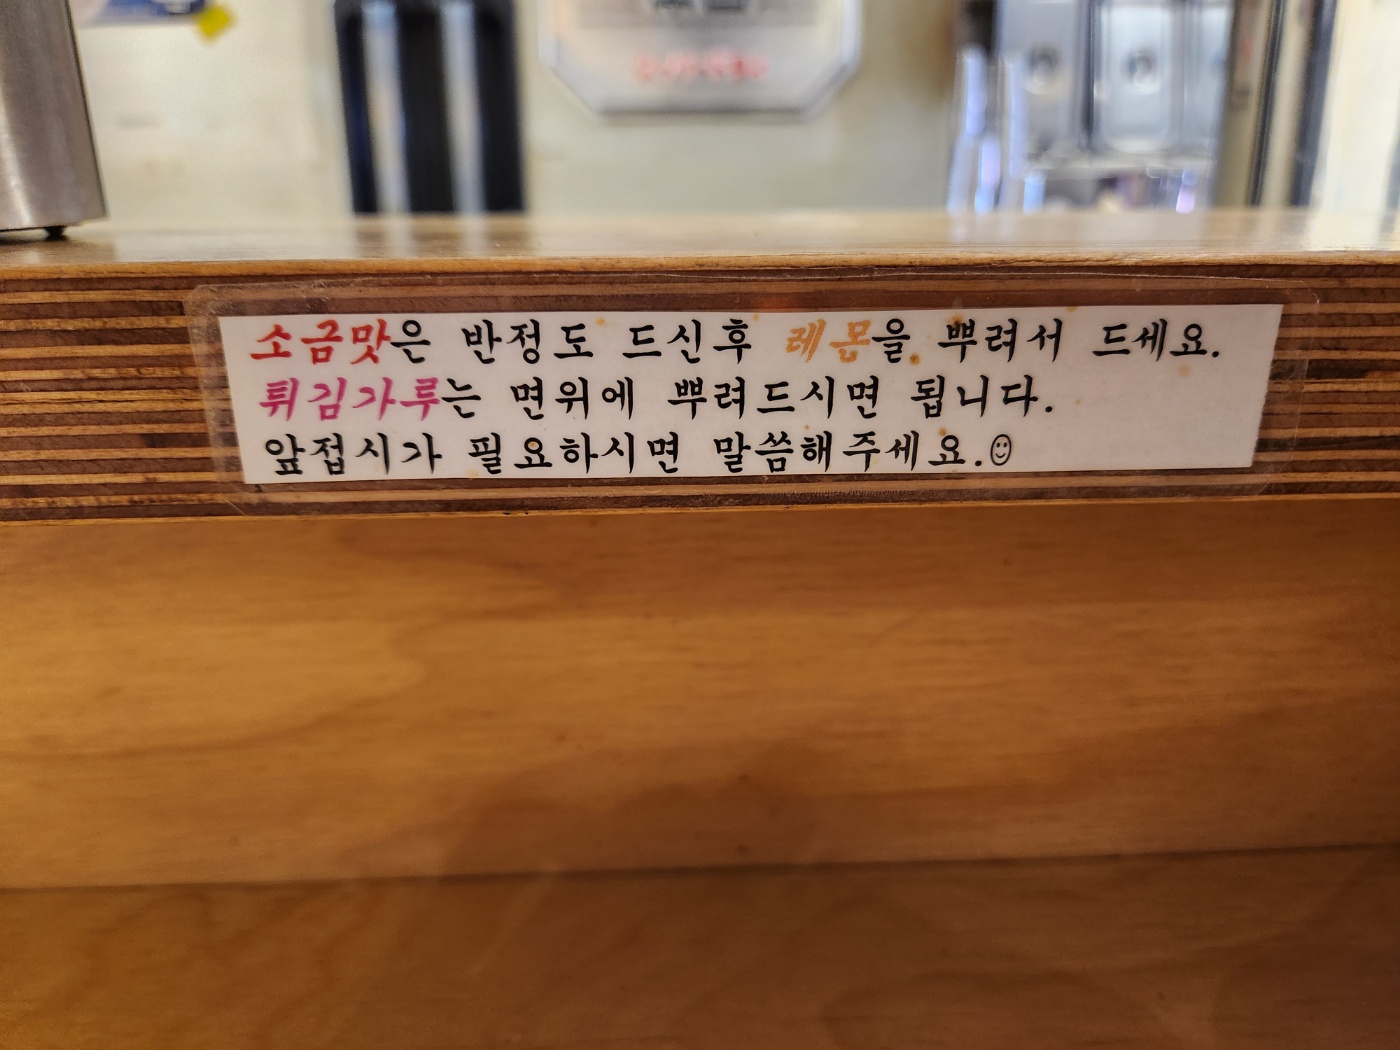 소금맛은 반정도 드신후 레몬을 뿌려서 드세요.
튀김가루는 면위에 뿌려드시면 됩니다.
앞접시가 필요하시면 말씀해주세요.☺